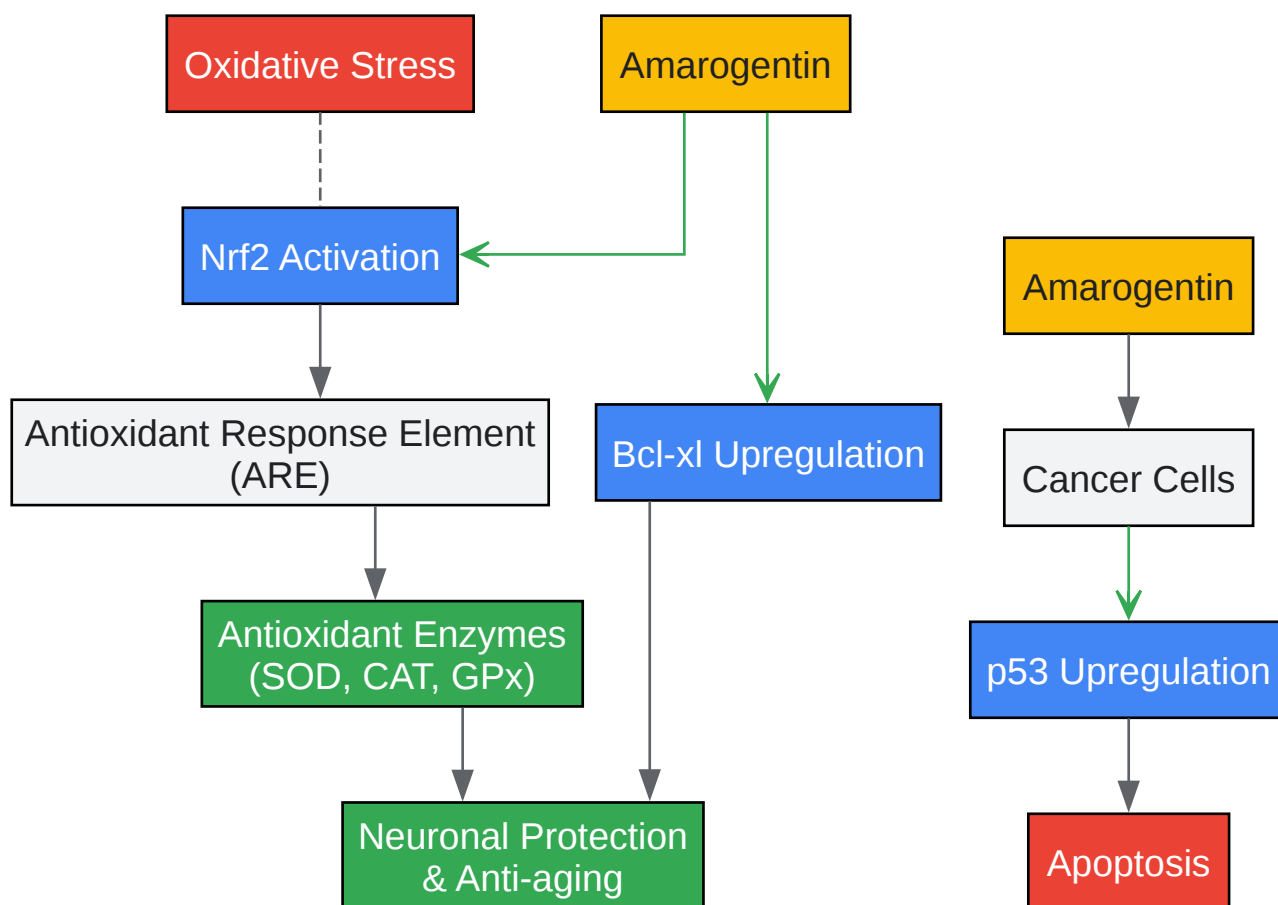 Oxidative Stress
Amarogentin
Nrf2 Activation
Amarogentin
Antioxidant Response Element
(ARE)
Bcl-xl Upregulation
Cancer Cells
Antioxidant Enzymes
(SOD, CAT, GPx)
p53 Upregulation
Neuronal Protection
& Anti-aging
Apoptosis